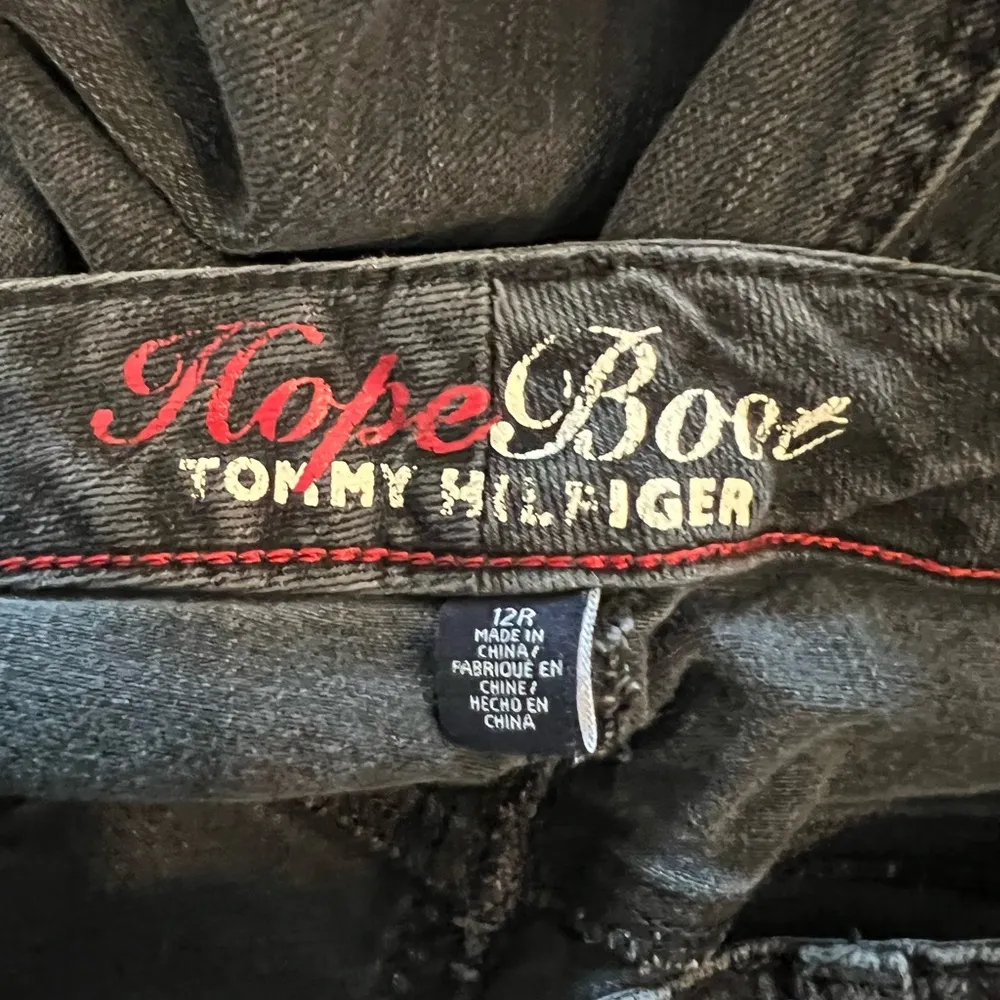 Hope Boot
TOMMY HILFIGER
12R
MADE IN
CHINA/
FABRIQUÉ EN
CHINE/
HECHO EN
CHINA